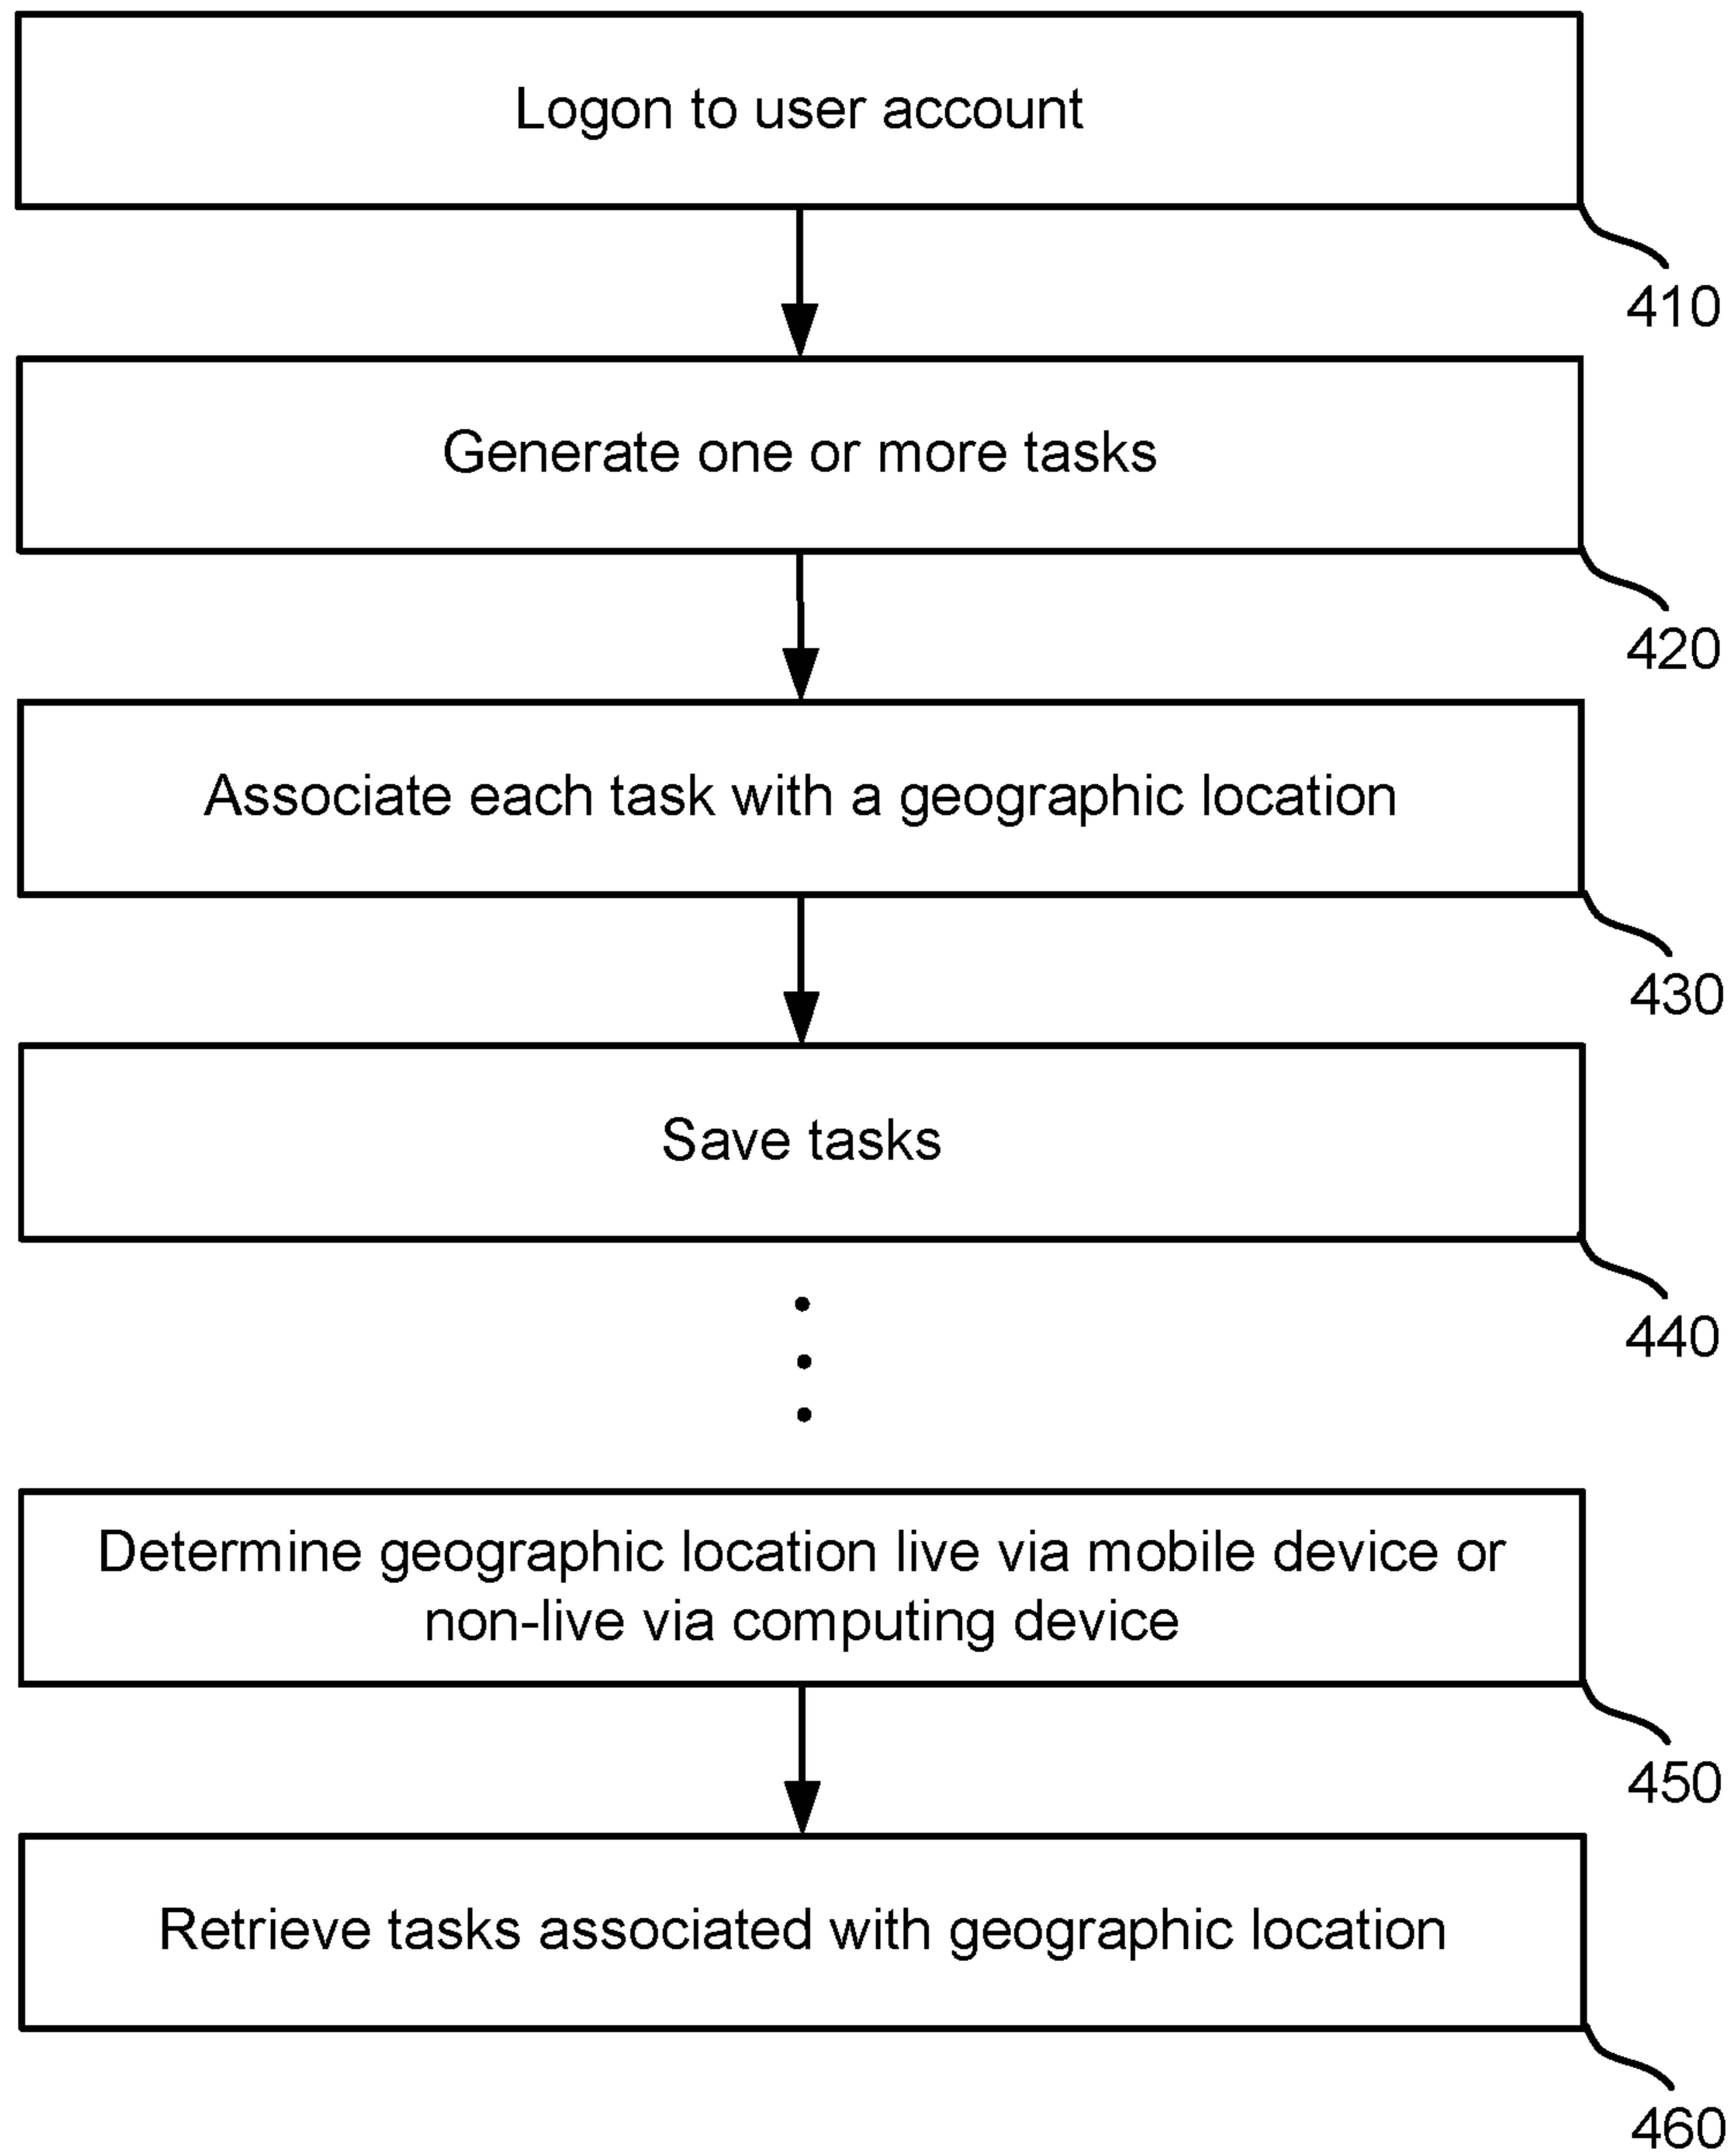 Logon to user account
410
Generate one or more tasks
420
Associate each task with a geographic location
430
Save tasks
440
Determine geographic location live via mobile device or
non-live via computing device
450
Retrieve tasks associated with geographic location
460